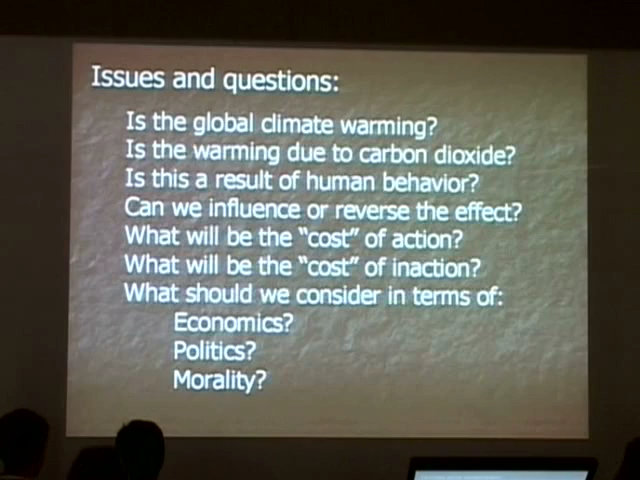 Issues and questions:
Is the global climate warming?
Is the warming due to carbon dioxide?
Is this a result of human behavior?
Can we influence or reverse the effect?
What will be the “cost” of action?
What will be the “cost” of inaction?
What should we consider in terms of:
Economics?
Politics?
Morality?